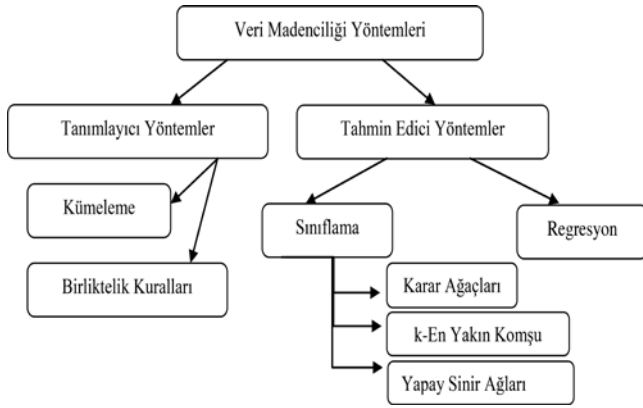 Veri Madenciliği Yöntemleri
Tanımlayıcı Yöntemler
Tahmin Edici Yöntemler
Kümeleme
Birliktelik Kuralları
Sınıflama
Regresyon
Karar Ağaçları
k-En Yakın Komşu
Yapay Sinir Ağları